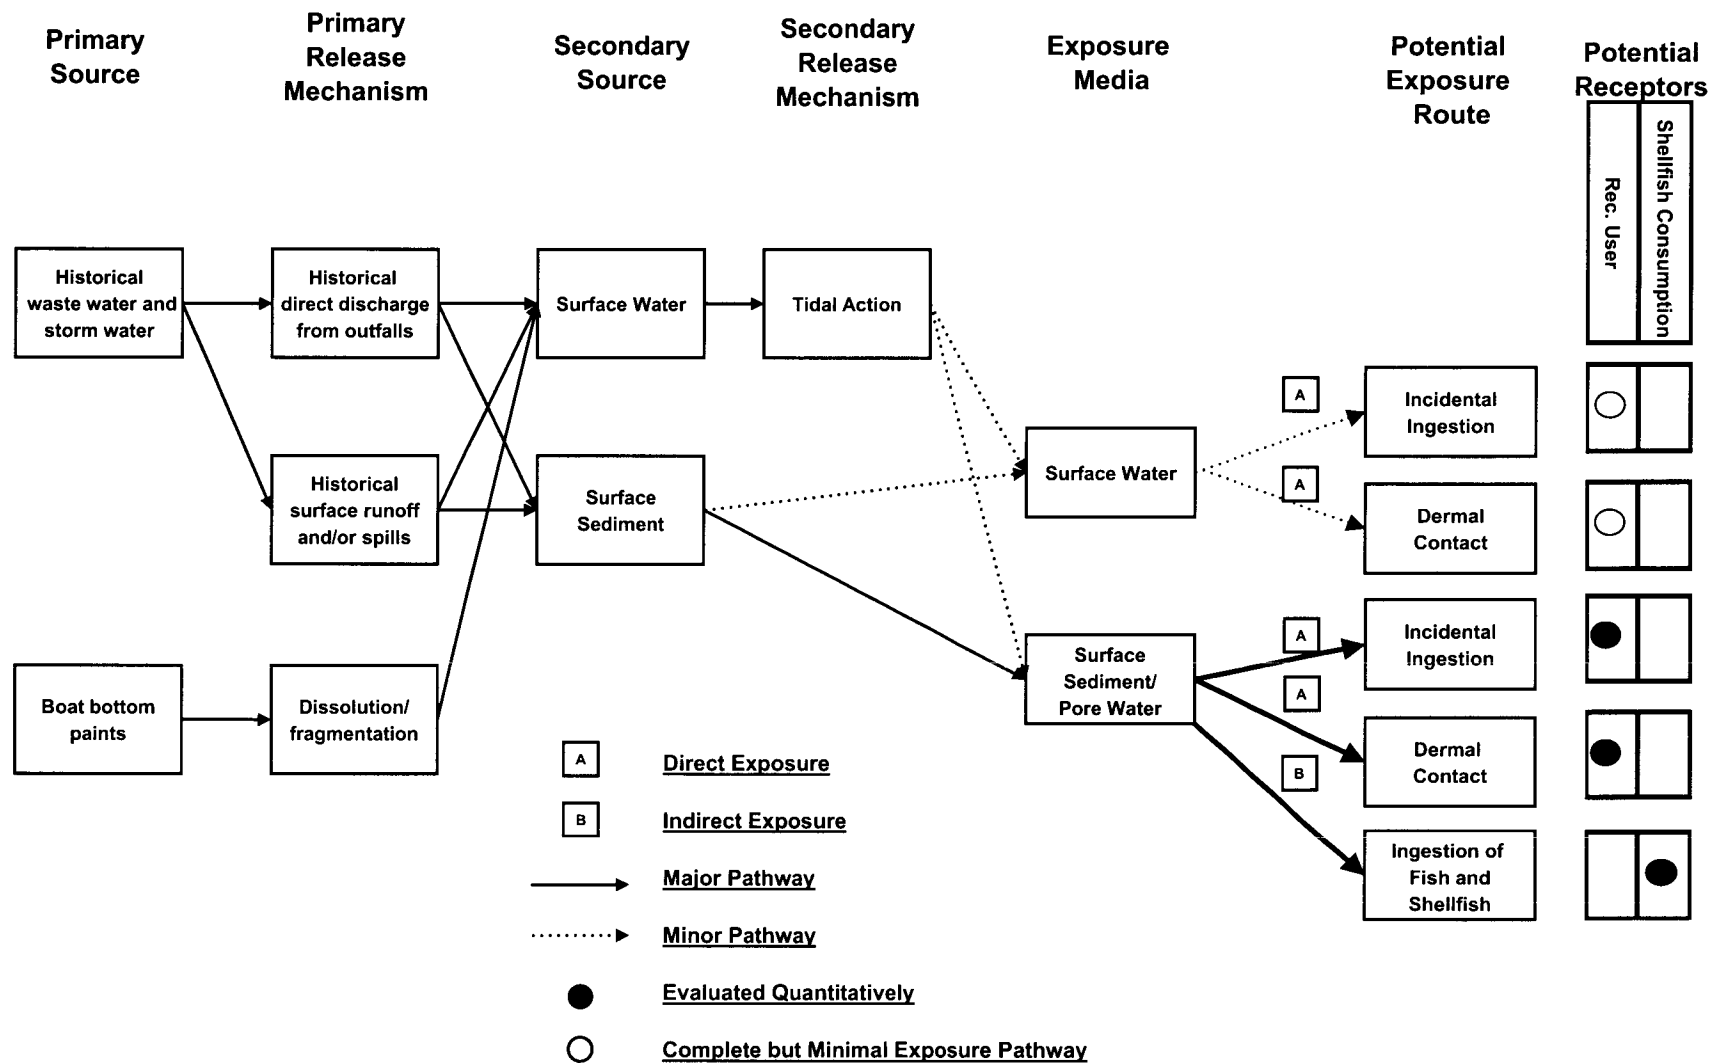 Primary
Source
Primary
Release
Mechanism
Secondary
Source
Secondary
Release
Mechanism
Exposure
Media
Potential
Exposure
Route
Potential
Receptors
Rec. User
Shellfish Consumption
Historical
waste water and
storm water
Historical
direct discharge
from outfalls
Surface Water
Tidal Action
Historical
surface runoff
and/or spills
Surface
Sediment
Boat bottom
paints
Dissolution/
fragmentation
Surface Water
Surface
Sediment/
Pore Water
A
A
A
A
B
Incidental
Ingestion
Dermal
Contact
Incidental
Ingestion
Dermal
Contact
Ingestion of
Fish and
Shellfish
A Direct Exposure
B Indirect Exposure
Major Pathway
Minor Pathway
Evaluated Quantitatively
Complete but Minimal Exposure Pathway